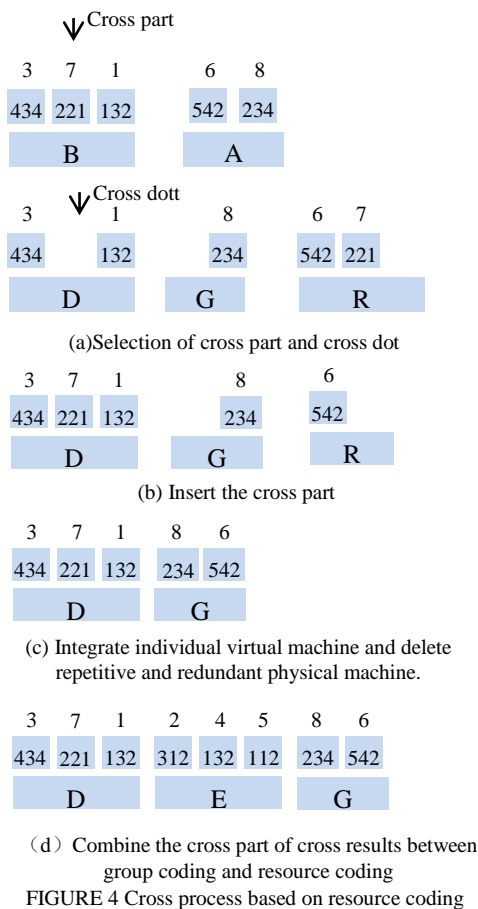 Cross part
3 7 1 6 8
434 221 132 542 234
B A
Cross dott
3 1 8 6 7
434 132 234 542 221
D G R
(a)Selection of cross part and cross dot
3 7 1 8 6
434 221 132 234 542
D G R
(b) Insert the cross part
3 7 1 8 6
434 221 132 234 542
D G
(c) Integrate individual virtual machine and delete
repetitive and redundant physical machine.
3 7 1 2 4 5 8 6
434 221 132 312 132 112 234 542
D E G
（d）Combine the cross part of cross results between
group coding and resource coding
FIGURE 4 Cross process based on resource coding